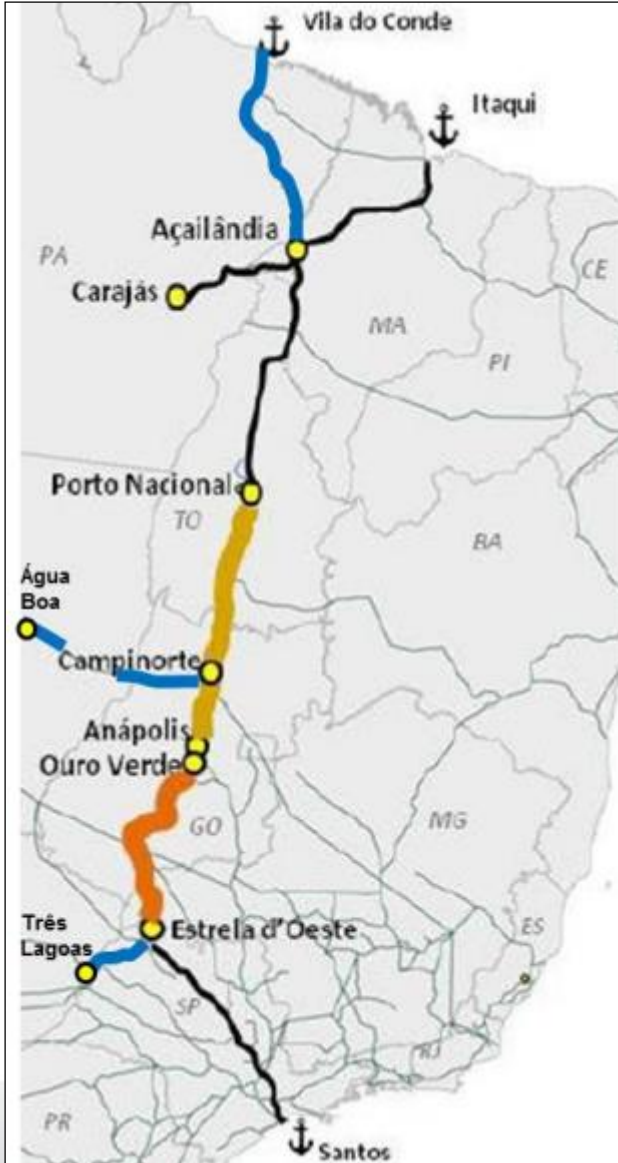 Vila do Conde
Itaqui
Açailândia
PA
CE
Carajás
MA
PI
Porto Nacional
TO
BA
Água
Boa
Campinorte
Anápolis
Ouro Verde
GO
MG
Três
Lagoas
Estrela d'Oeste
ES
SP
RJ
PR
Santos